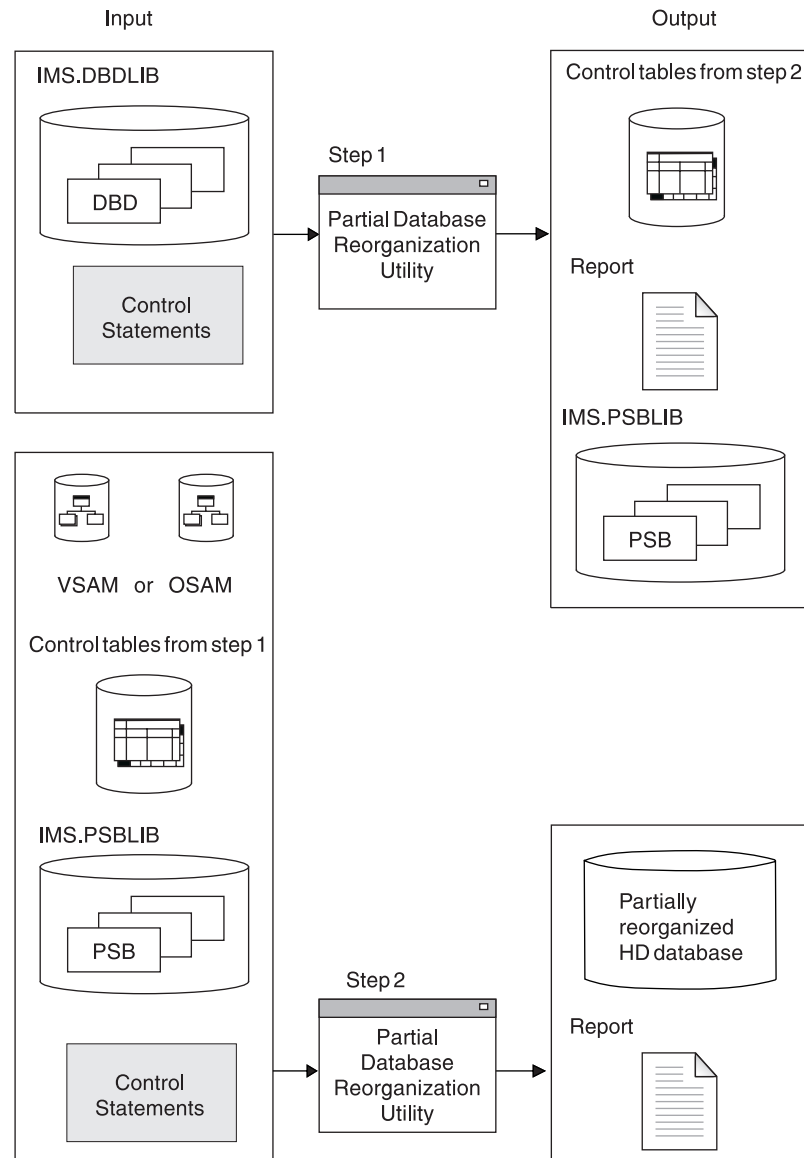 Input
Output
IMS.DBDLIB
DBD
Control
Statements
Step 1
Partial Database
Reorganization
Utility
Control tables from step 2
Report
IMS.PSBLIB
PSB
VSAM or OSAM
Control tables from step 1
IMS.PSBLIB
PSB
Control
Statements
Step 2
Partial
Database
Reorganization
Utility
Partially
reorganized
HD database
Report